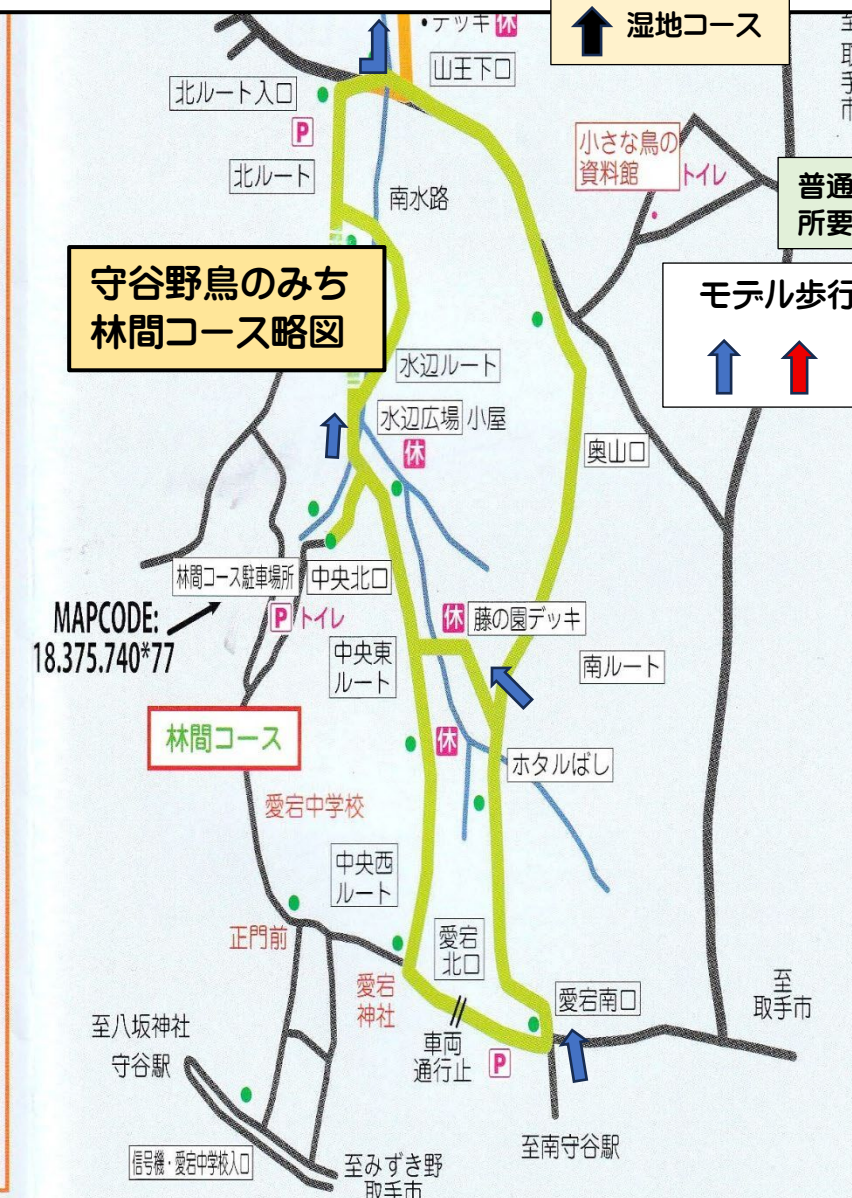 ・デッキ 休
湿地コース
至
取
手
市
山王下口
北ルート入口
P
小さな鳥の
資料館
トイレ
北ルート
南水路
普通
所要
守谷野鳥のみち
林間コース略図
モデル歩行
水辺ルート
水辺広場 小屋
休
奥山口
林間コース駐車場所
中央北口
P トイレ
MAPCODE:
18.375.740*77
休 藤の園デッキ
中央東
ルート
南ルート
林間コース
休
ホタルばし
愛宕中学校
中央西
ルート
正門前
愛宕
北口
愛宕
神社
愛宕南口
至
取手市
至八坂神社
守谷駅
車両
通行止
P
至南守谷駅
信号機・愛宕中学校入口
至みずき野
取手市